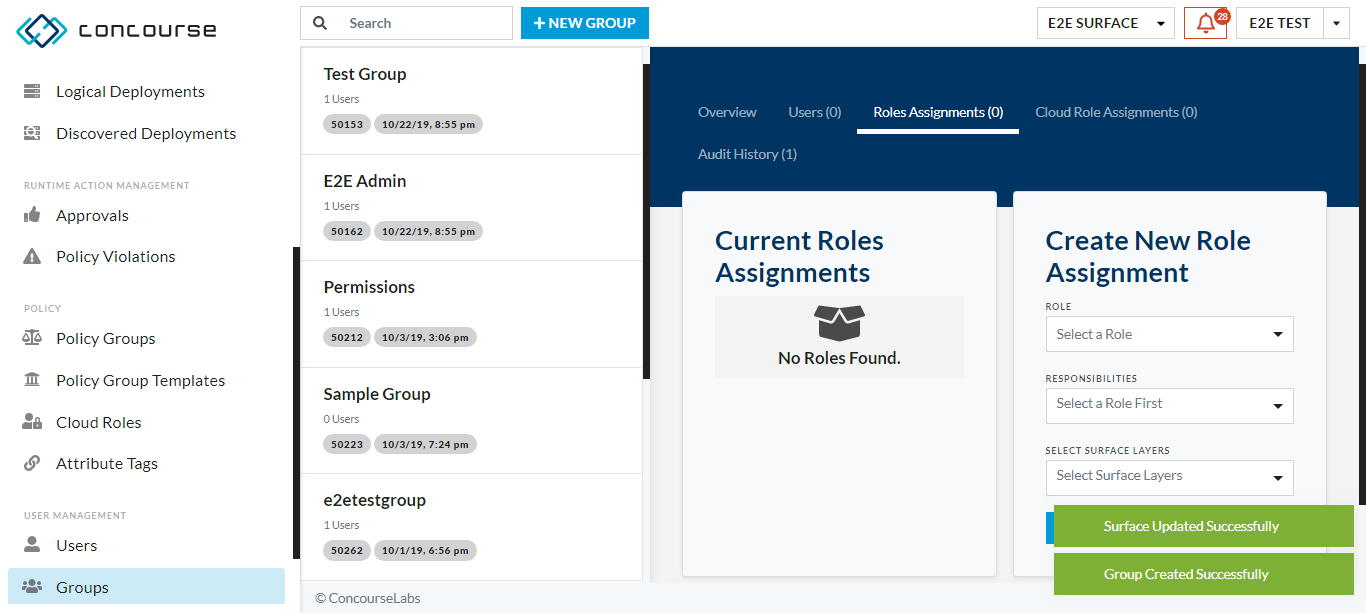 concourse
Logical Deployments
Discovered Deployments
RUNTIME ACTION MANAGEMENT
Approvals
Policy Violations
POLICY
Policy Groups
Policy Group Templates
Cloud Roles
Attribute Tags
USER MANAGEMENT
Users
Groups
Search
+ NEW GROUP
E2E SURFACE
28
E2E TEST
Test Group
1 Users
50153 10/22/19, 8:55 pm
E2E Admin
1 Users
50162 10/22/19, 8:55 pm
Permissions
1 Users
50212 10/3/19, 3:06 pm
Sample Group
0 Users
50223 10/3/19, 7:24 pm
e2etestgroup
1 Users
50262 10/1/19, 6:56 pm
© ConcourseLabs
Overview Users (0) Roles Assignments (0) Cloud Role Assignments (0)
Audit History (1)
Current Roles
Assignments
No Roles Found.
Create New Role
Assignment
ROLE
Select a Role
RESPONSIBILITIES
Select a Role First
SELECT SURFACE LAYERS
Select Surface Layers
Surface Updated Successfully
Group Created Successfully